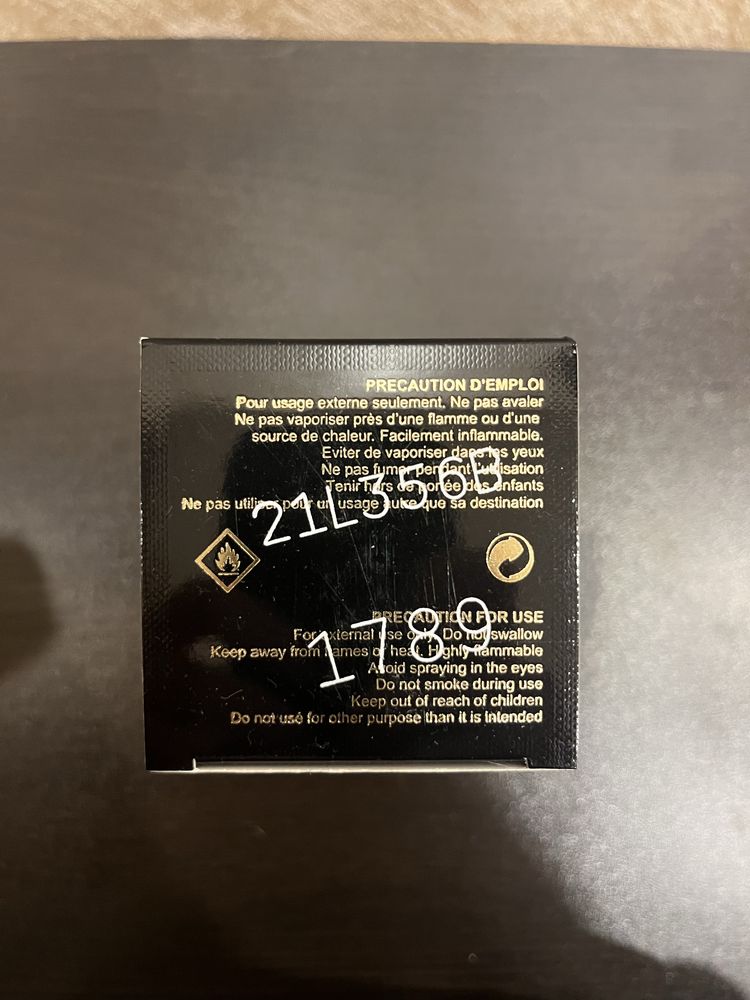 PRECAUTION D'EMPLOI
Pour usage externe seulement. Ne pas avaler
Ne pas vaporiser près d'une flamme ou d'une
source de chaleur. Facilement inflammable.
Eviter de vaporiser dans les yeux
Ne pas fumer pendant l'utilisation
Tenir hors de portée des enfants
Ne pas utiliser pour un usage autre que sa destination
21L356B
PRECAUTION FOR USE
For external use only. Do not swallow
Keep away from flames or heat. Highly flammable
Avoid spraying in the eyes
Do not smoke during use
Keep out of reach of children
Do not use for other purpose than it is intended
1789